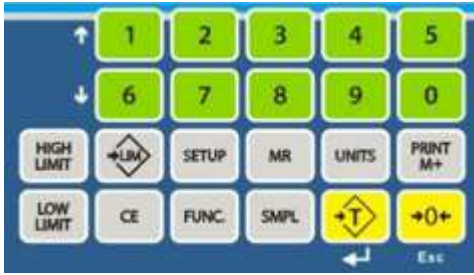 1 2 3 4 5
6 7 8 9 0
HIGH LIMIT
LIM
SETUP
MR
UNITS
PRINT M+
LOW LIMIT
CE
FUNC.
SMPL
T
0
Esc